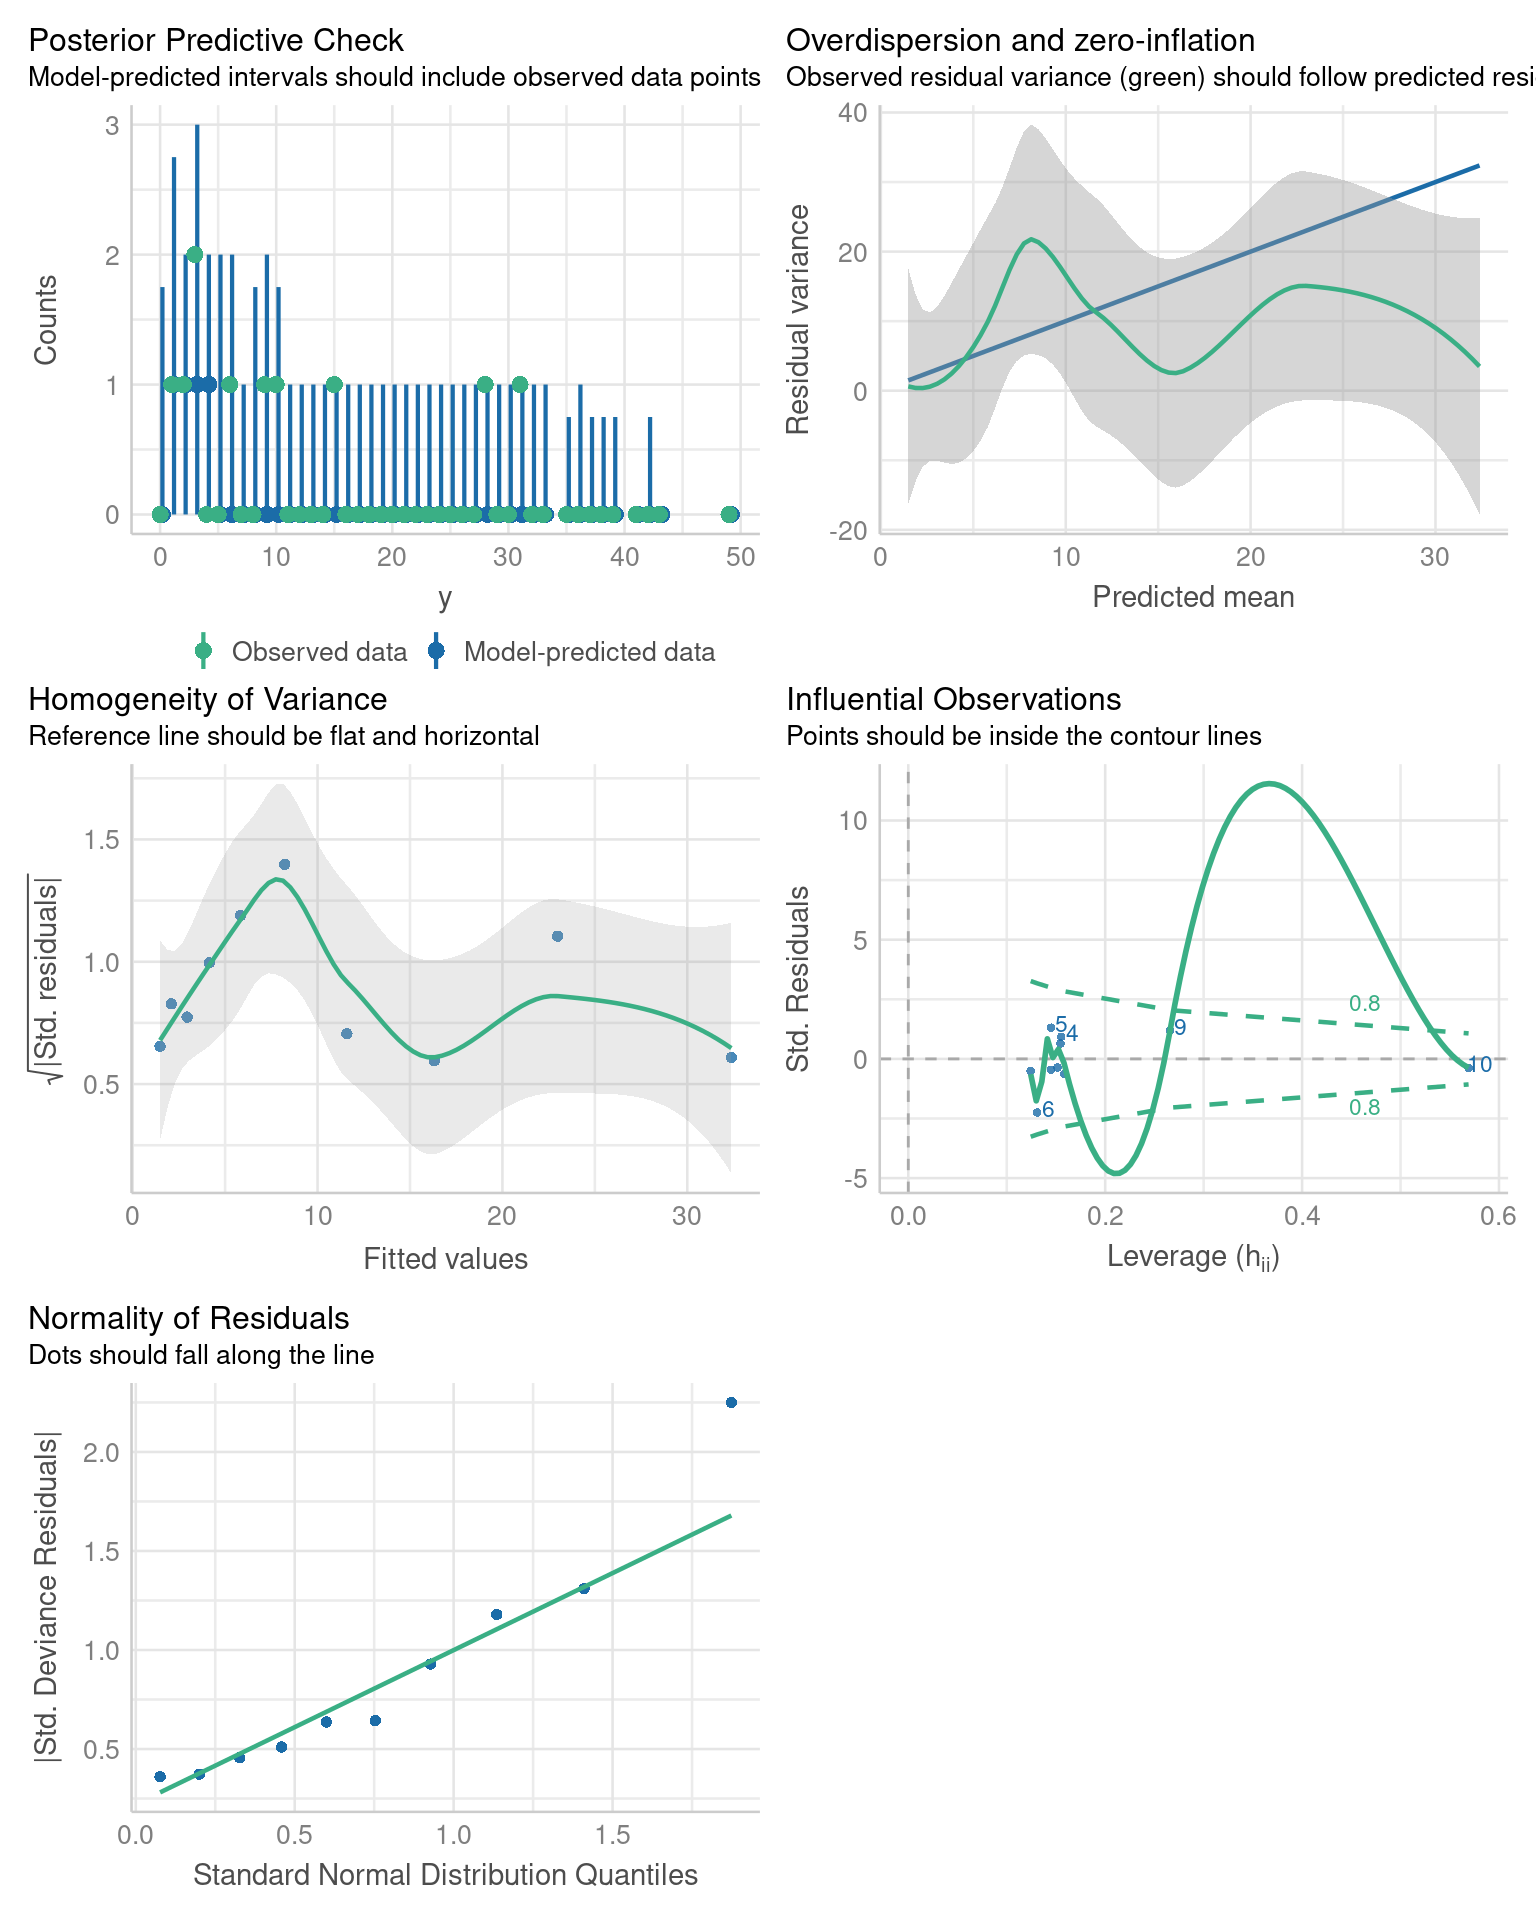 Posterior Predictive Check
Model-predicted intervals should include observed data points
3
2
1
0
Counts
0 10 20 30 40 50
y
Observed data Model-predicted data
Overdispersion and zero-inflation
Observed residual variance (green) should follow predicted resi
40
20
0
-20
Residual variance
0 10 20 30
Predicted mean
Homogeneity of Variance
Reference line should be flat and horizontal
1.5
1.0
0.5
√|Std. residuals|
0 10 20 30
Fitted values
Influential Observations
Points should be inside the contour lines
10
5
0
-5
Std. Residuals
0.8
5
4
9
10
6
0.8
0.0 0.2 0.4 0.6
Leverage (hii)
Normality of Residuals
Dots should fall along the line
2.0
1.5
1.0
0.5
|Std. Deviance Residuals|
0.0 0.5 1.0 1.5
Standard Normal Distribution Quantiles